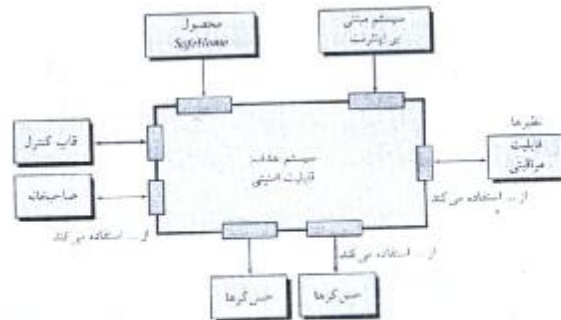 محصول
SafeHome
سیستم مبتنی
بر اینترنت
قاب کنترل
صاحبخانه
سیستم هدف
قابلیت امنیتی
نظیرها
قابلیت
مراقبتی
از ... استفاده می کند
از ... استفاده می کند
از ... استفاده می کند
حس گرها
حس گرها